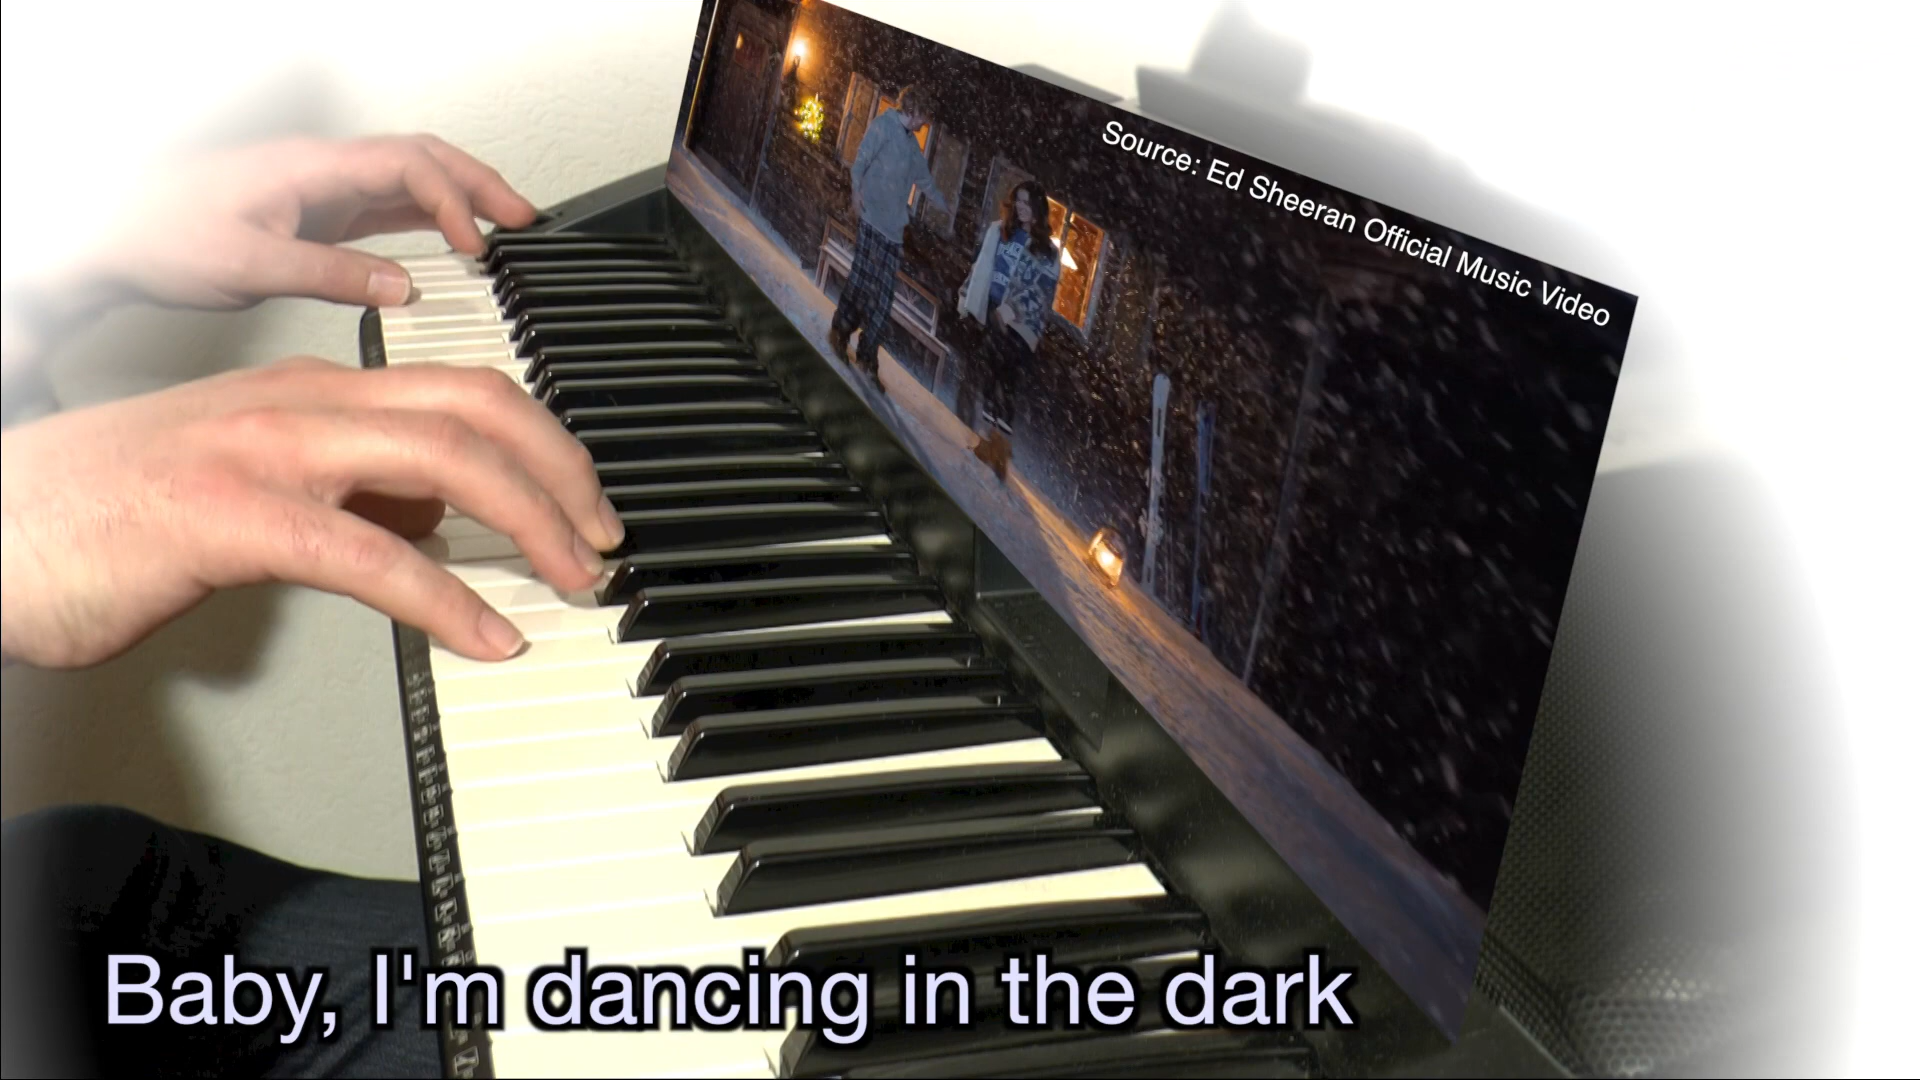 Source: Ed Sheeran Official Music Video
Baby, I'm dancing in the dark